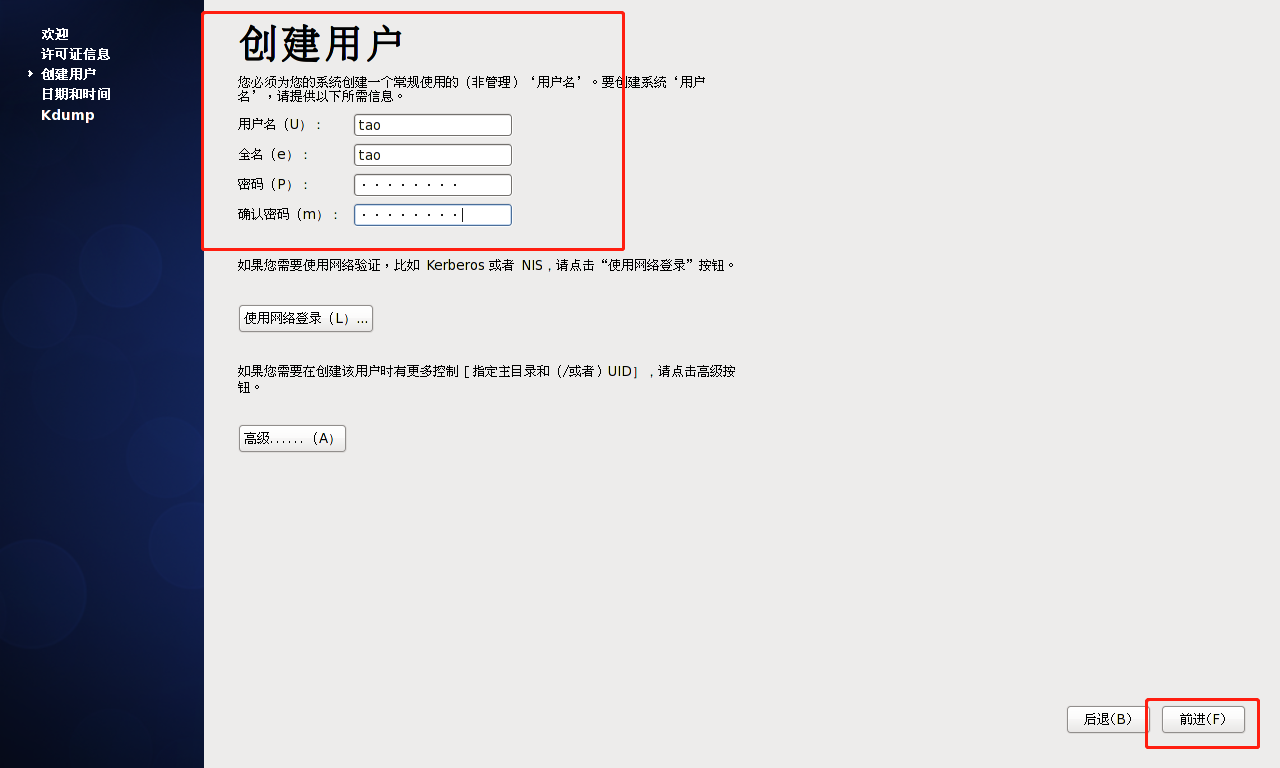 欢迎
许可证信息
创建用户
日期和时间
Kdump
创建用户
您必须为您的系统创建一个常规使用的（非管理）‘用户名’。要创建系统‘用户
名’，请提供以下所需信息。
用户名（U）： tao
全名（e）： tao
密码（P）： ········
确认密码（m）： ········
如果您需要使用网络验证，比如 Kerberos 或者 NIS，请点击“使用网络登录”按钮。
使用网络登录（L）...
如果您需要在创建该用户时有更多控制［指定主目录和（/或者）UID］，请点击高级按
钮。
高级……（A）
后退(B)
前进(F)